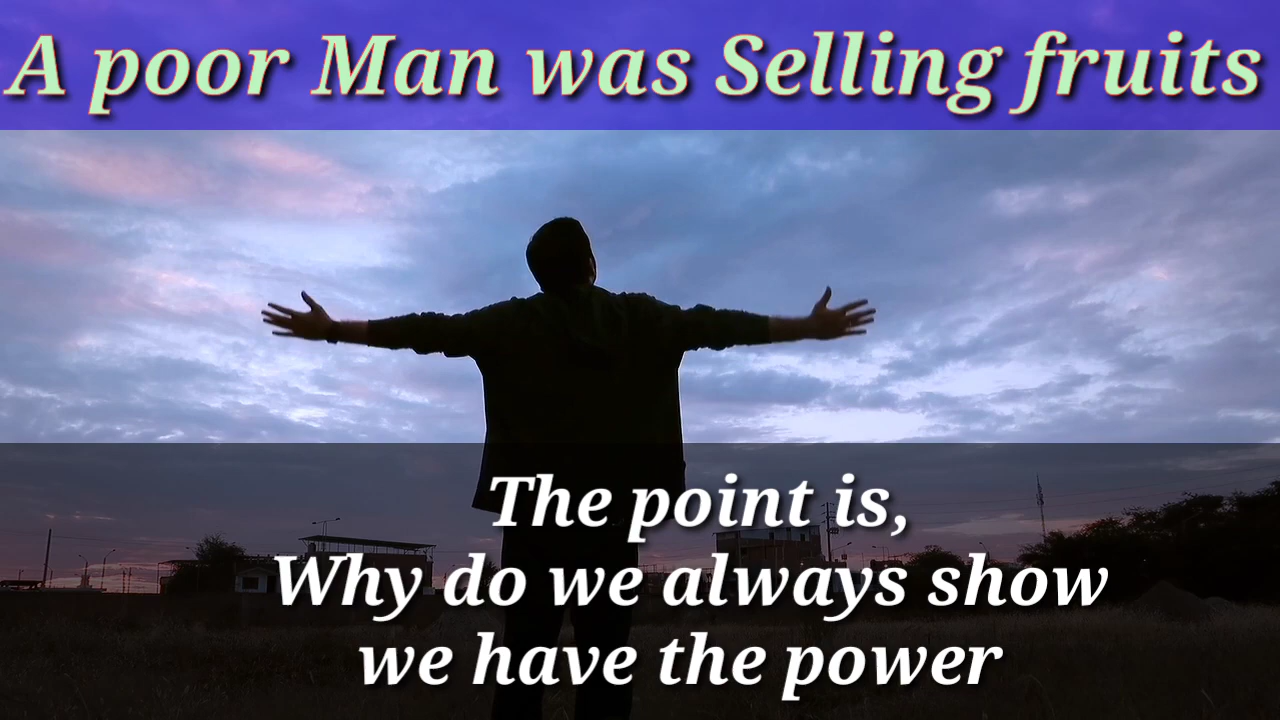 A poor Man was Selling fruits
The point is,
Why do we always show
we have the power